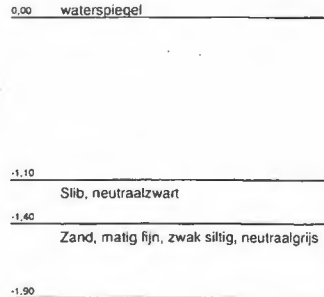 0,00 waterspiegel
-1,10
Slib, neutraalzwart
-1,40
Zand, matig fijn, zwak siltig, neutraalgrijs
-1,90